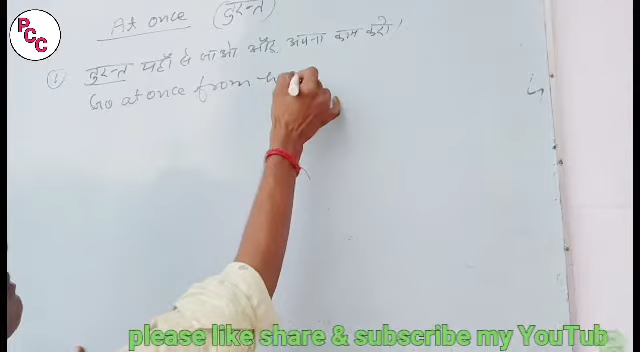 PCC
At once (तुरन्त)
① तुरन्त यहाँ से जाओ और अपना काम करो।
Go at once from
please like share & subscribe my YouTub